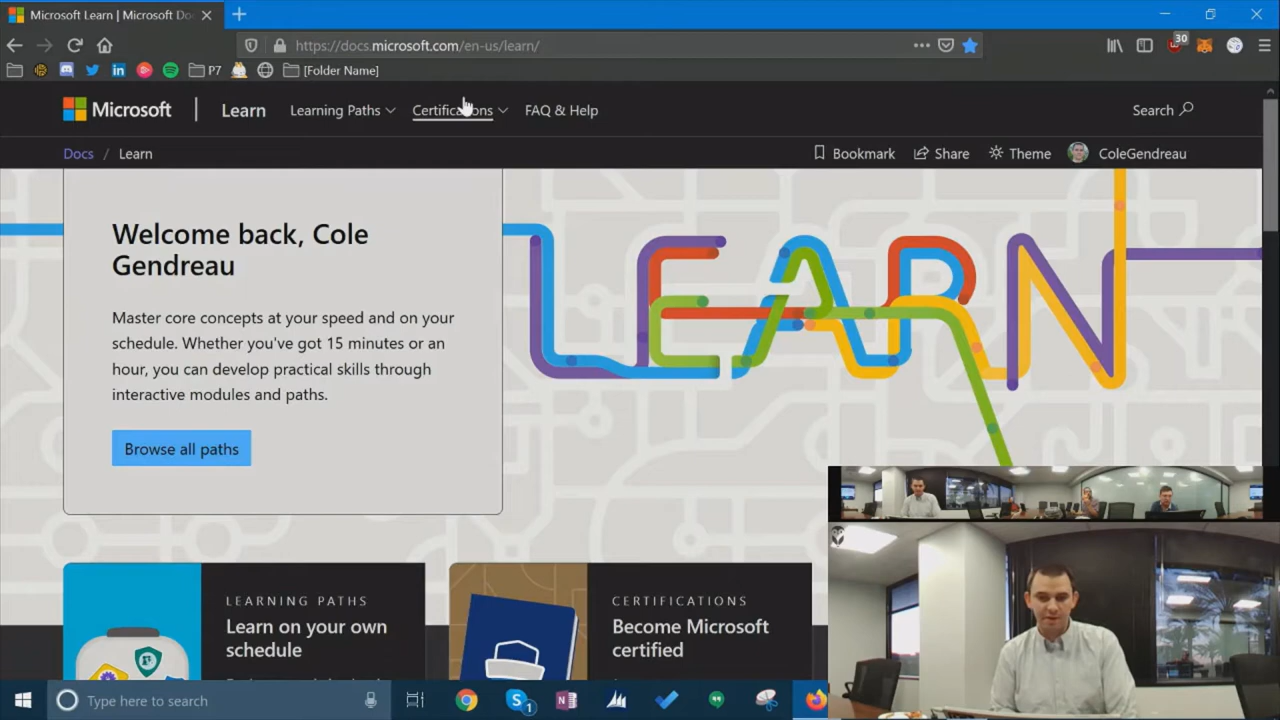 Microsoft Learn | Microsoft Do
https://docs.microsoft.com/en-us/learn/
30
P7
[Folder Name]
Microsoft
Learn
Learning Paths
Certifications
FAQ & Help
Search
Docs / Learn
Bookmark
Share
Theme
ColeGendreau
Welcome back, Cole
Gendreau
Master core concepts at your speed and on your
schedule. Whether you've got 15 minutes or an
hour, you can develop practical skills through
interactive modules and paths.
Browse all paths
LEARN
LEARNING PATHS
Learn on your own
schedule
CERTIFICATIONS
Become Microsoft
certified
Type here to search
1